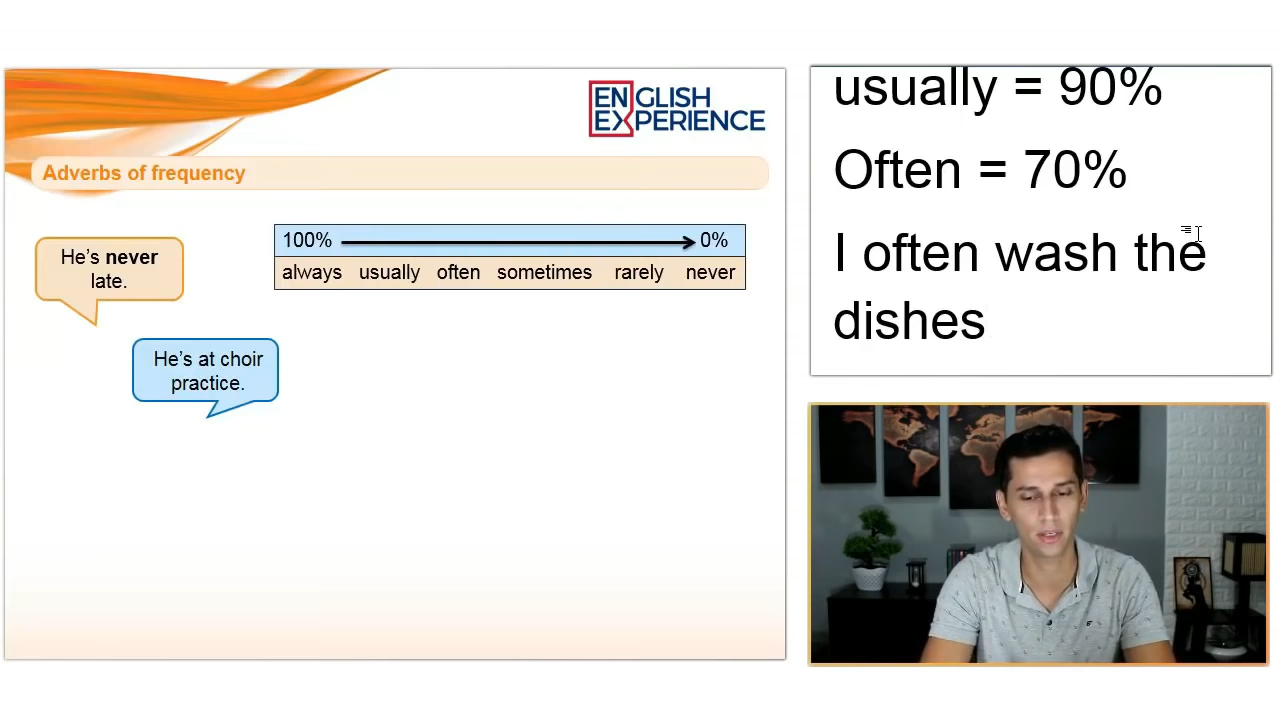 ENGLISH
EXPERIENCE
Adverbs of frequency
He's never
late.
He's at choir
practice.
100% 0%
always usually often sometimes rarely never
usually = 90%
Often = 70%
I often wash the
dishes